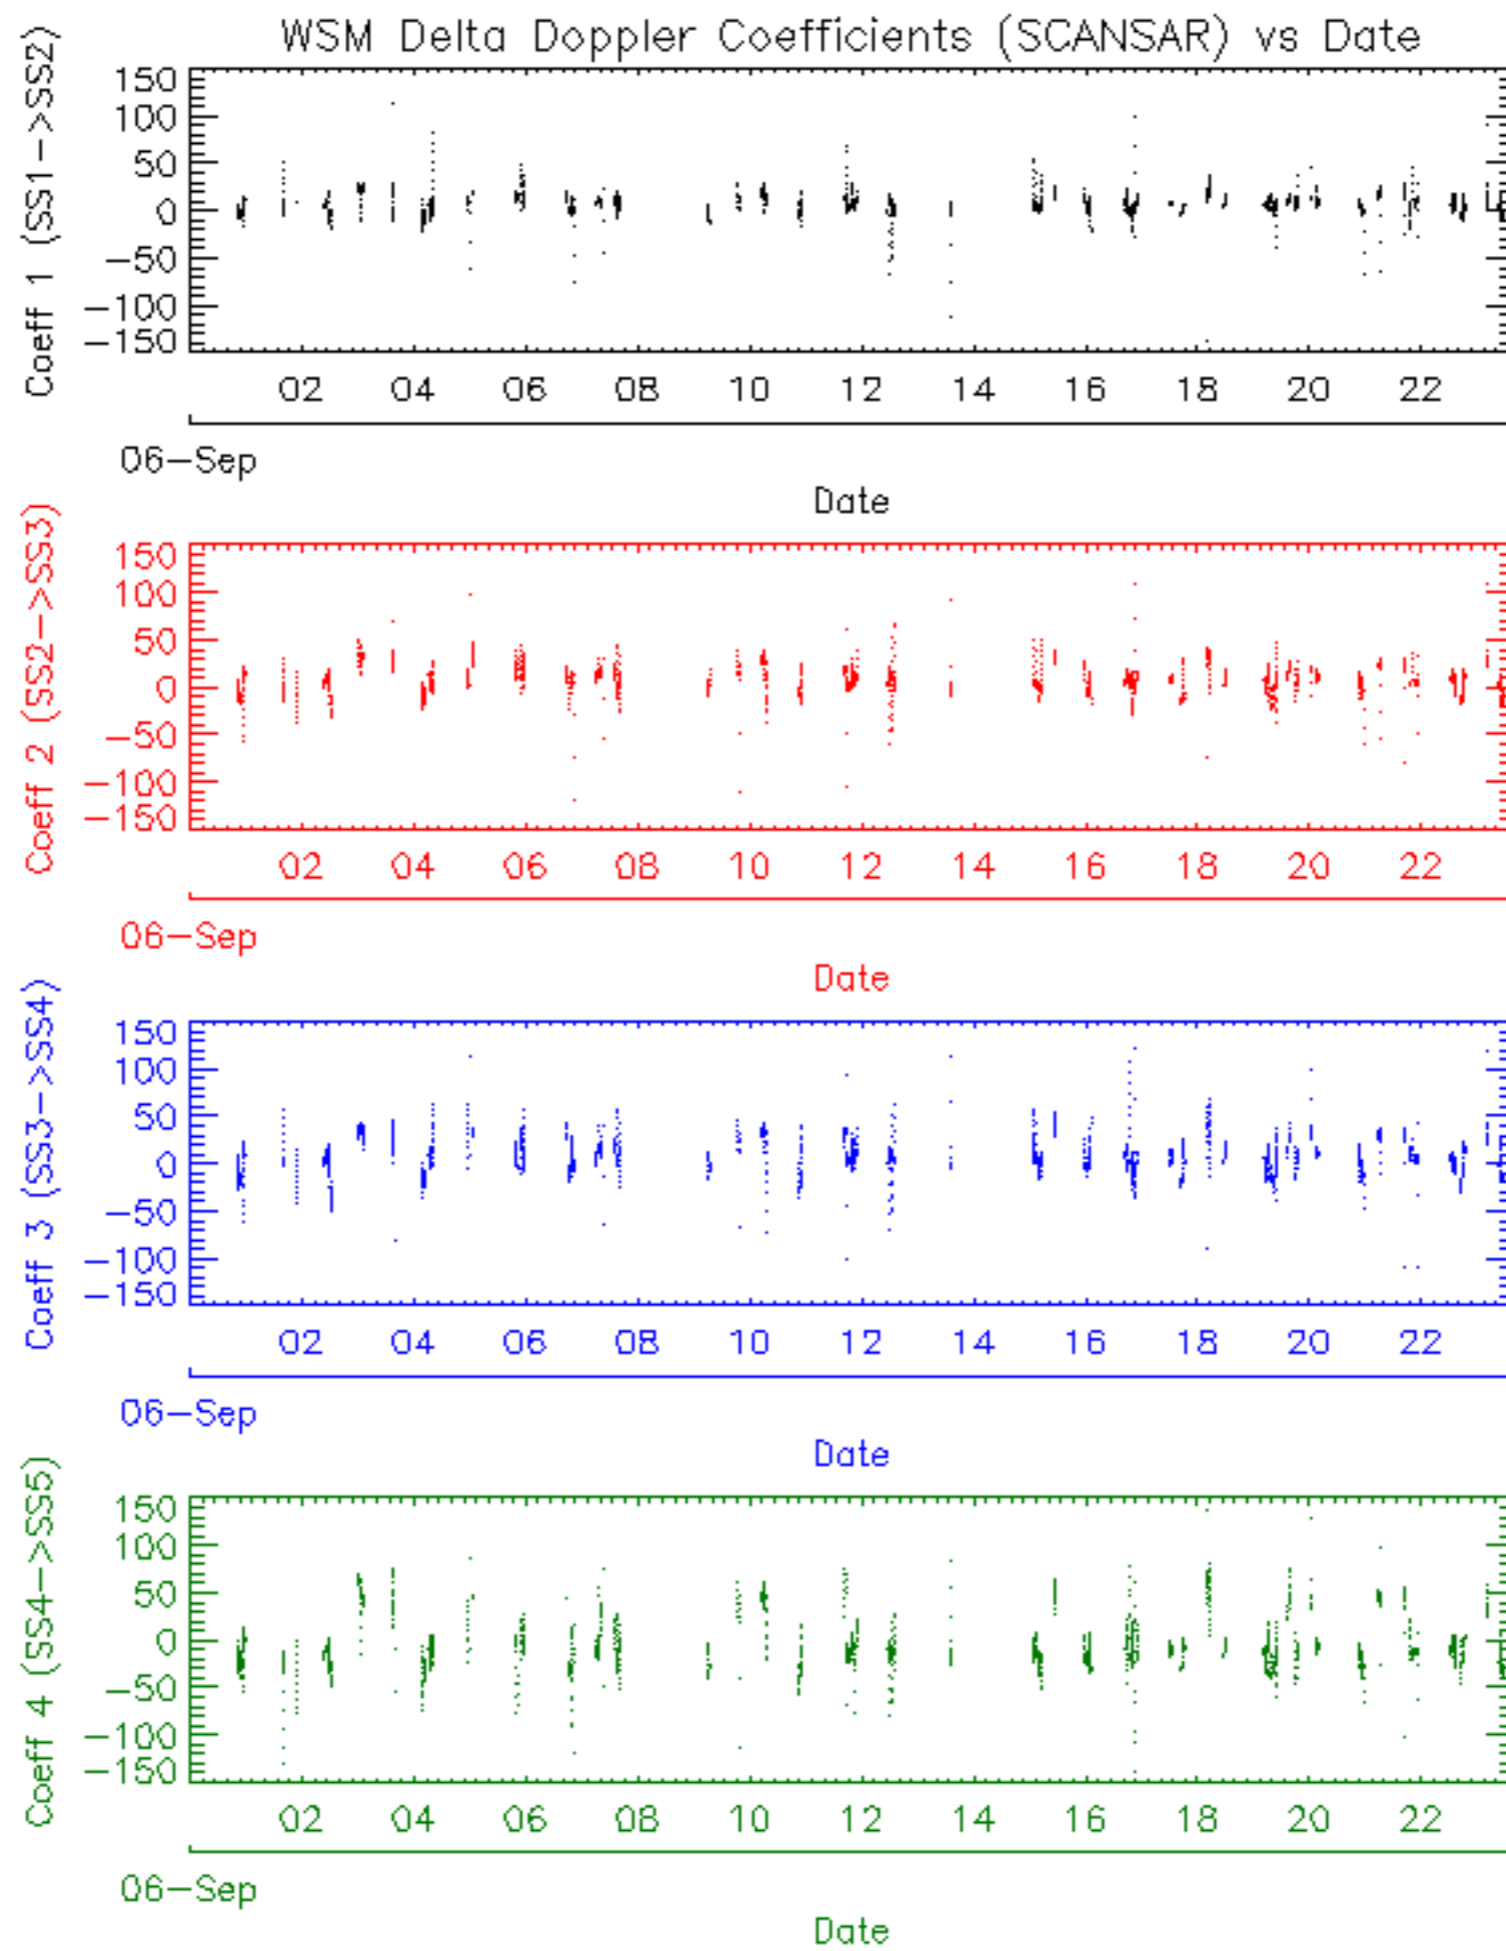 WSM Delta Doppler Coefficients (SCANSAR) vs Date
Coeff 1 (SS1->SS2)
150
100
50
0
-50
-100
-150
02 04 06 08 10 12 14 16 18 20 22
06-Sep
Date
Coeff 2 (SS2->SS3)
150
100
50
0
-50
-100
-150
02 04 06 08 10 12 14 16 18 20 22
06-Sep
Date
Coeff 3 (SS3->SS4)
150
100
50
0
-50
-100
-150
02 04 06 08 10 12 14 16 18 20 22
06-Sep
Date
Coeff 4 (SS4->SS5)
150
100
50
0
-50
-100
-150
02 04 06 08 10 12 14 16 18 20 22
06-Sep
Date